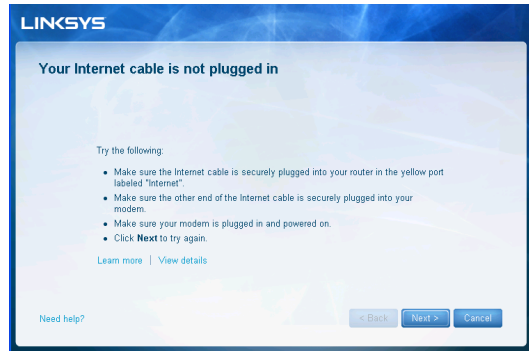 LINKSYS
Your Internet cable is not plugged in
Try the following:
• Make sure the Internet cable is securely plugged into your router in the yellow port
labeled "Internet".
• Make sure the other end of the Internet cable is securely plugged into your
modem.
• Make sure your modem is plugged in and powered on.
• Click Next to try again.
Learn more | View details
Need help? < Back Next > Cancel